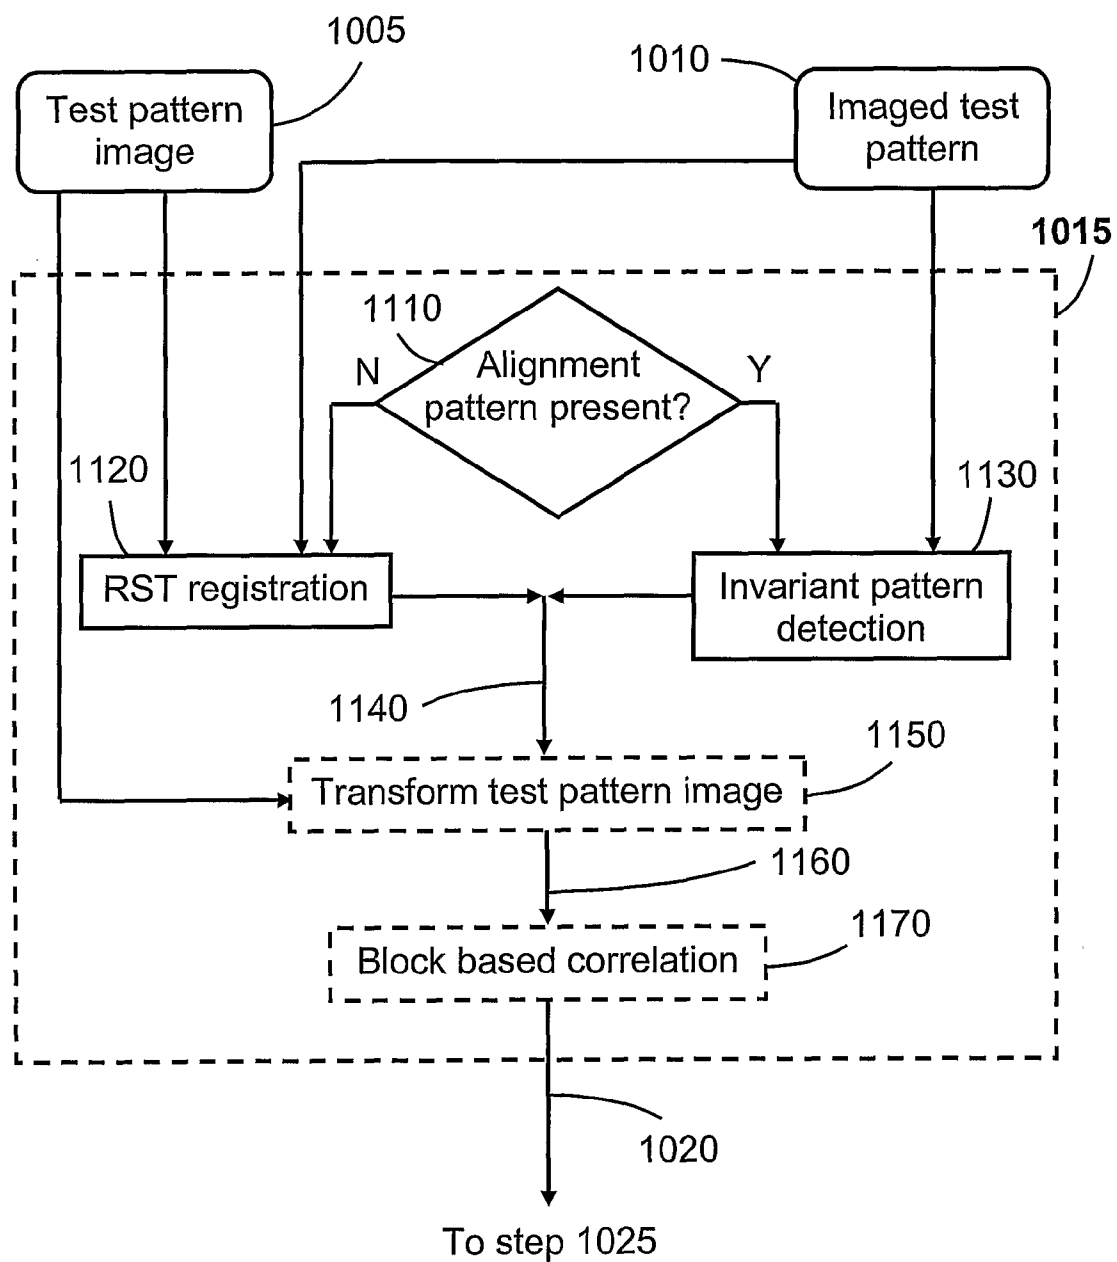 1005
1010
Test pattern
image
Imaged test
pattern
1015
1110
N
Alignment
pattern present?
Y
1120
1130
RST registration
Invariant pattern
detection
1140
1150
Transform test pattern image
1160
1170
Block based correlation
1020
To step 1025